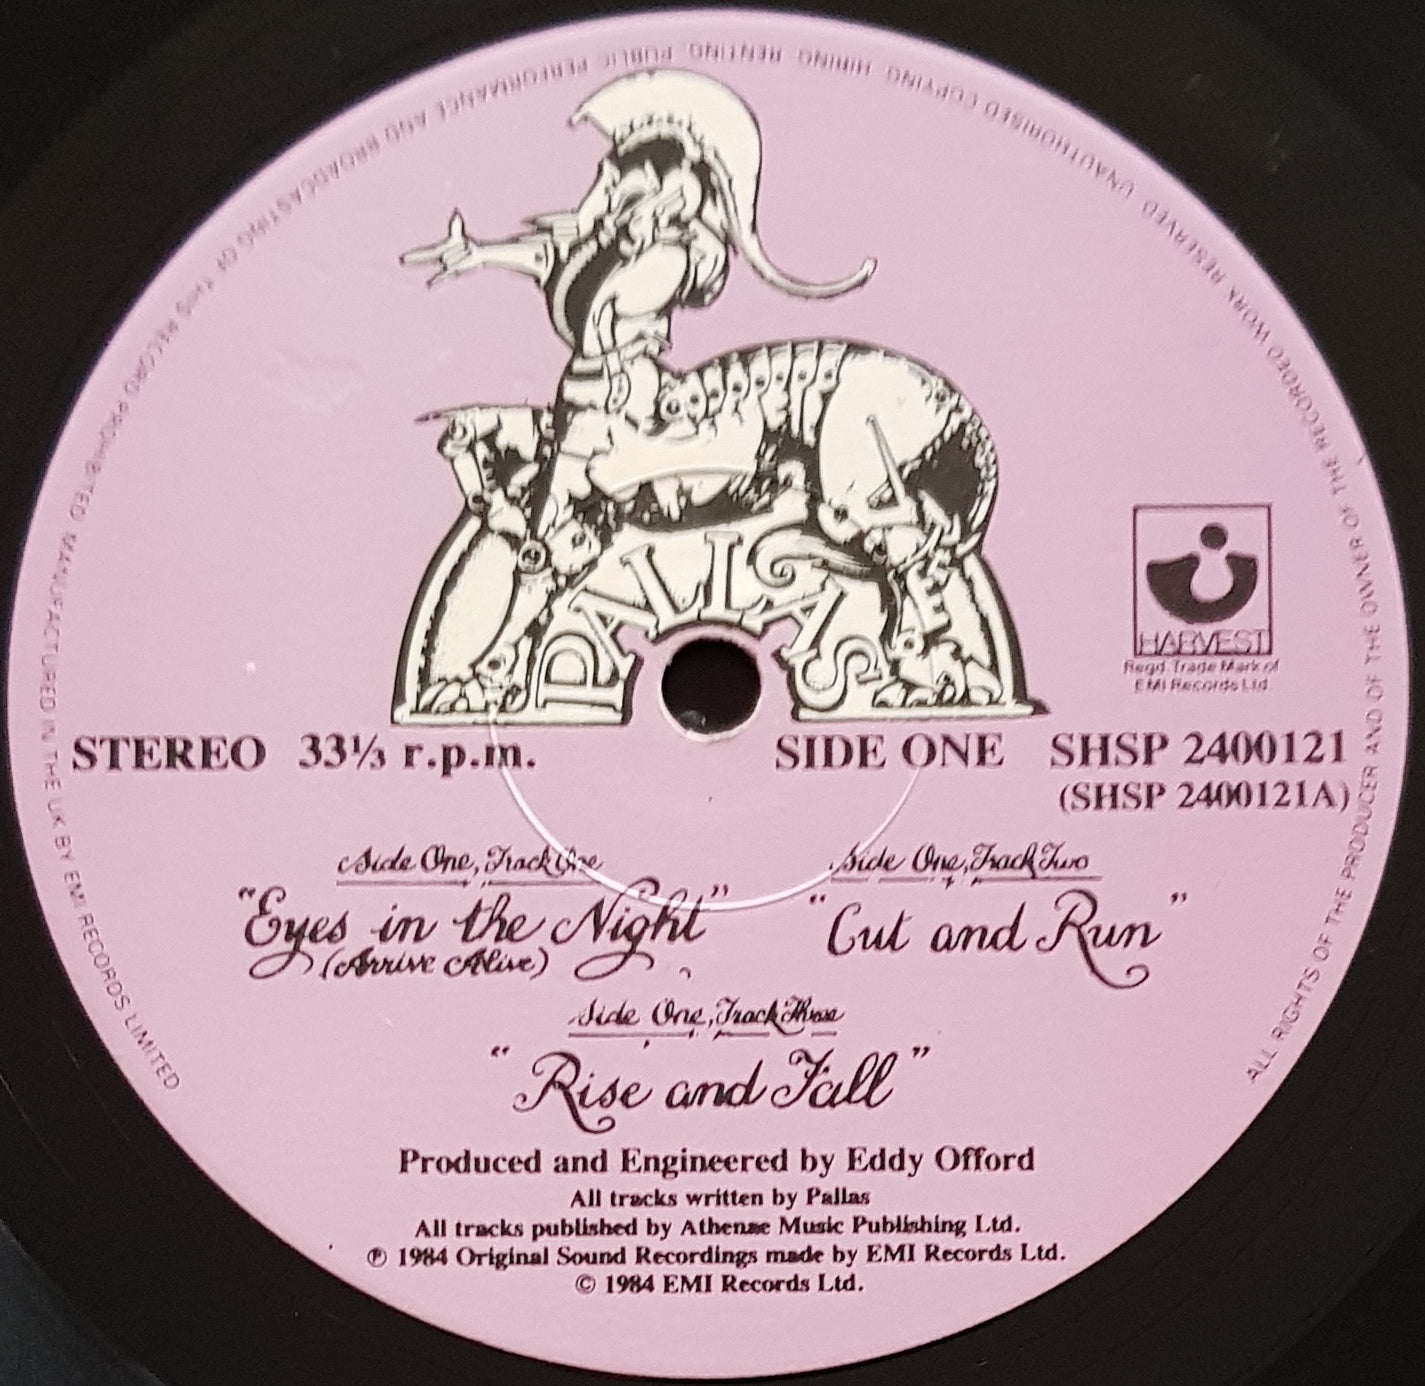 ALL RIGHTS OF THE PRODUCER AND OF THE OWNER OF THE RECORDED WORK RESERVED UNAUTHORISED COPYING, HIRING, RENTING, PUBLIC PERFORMANCE AND BROADCASTING OF THIS RECORD PROHIBITED MANUFACTURED IN THE UK BY EMI RECORDS LIMITED
PALLAS
HARVEST
Regd. Trade Mark of
EMI Records Ltd.
STEREO 33⅓ r.p.m. SIDE ONE SHSP 2400121
(SHSP 2400121A)
Side One, Track One
"Eyes in the Night"
(Arrive Alive)
Side One, Track Two
"Cut and Run"
Side One, Track Three
"Rise and Fall"
Produced and Engineered by Eddy Offord
All tracks written by Pallas
All tracks published by Athenae Music Publishing Ltd.
℗ 1984 Original Sound Recordings made by EMI Records Ltd.
© 1984 EMI Records Ltd.